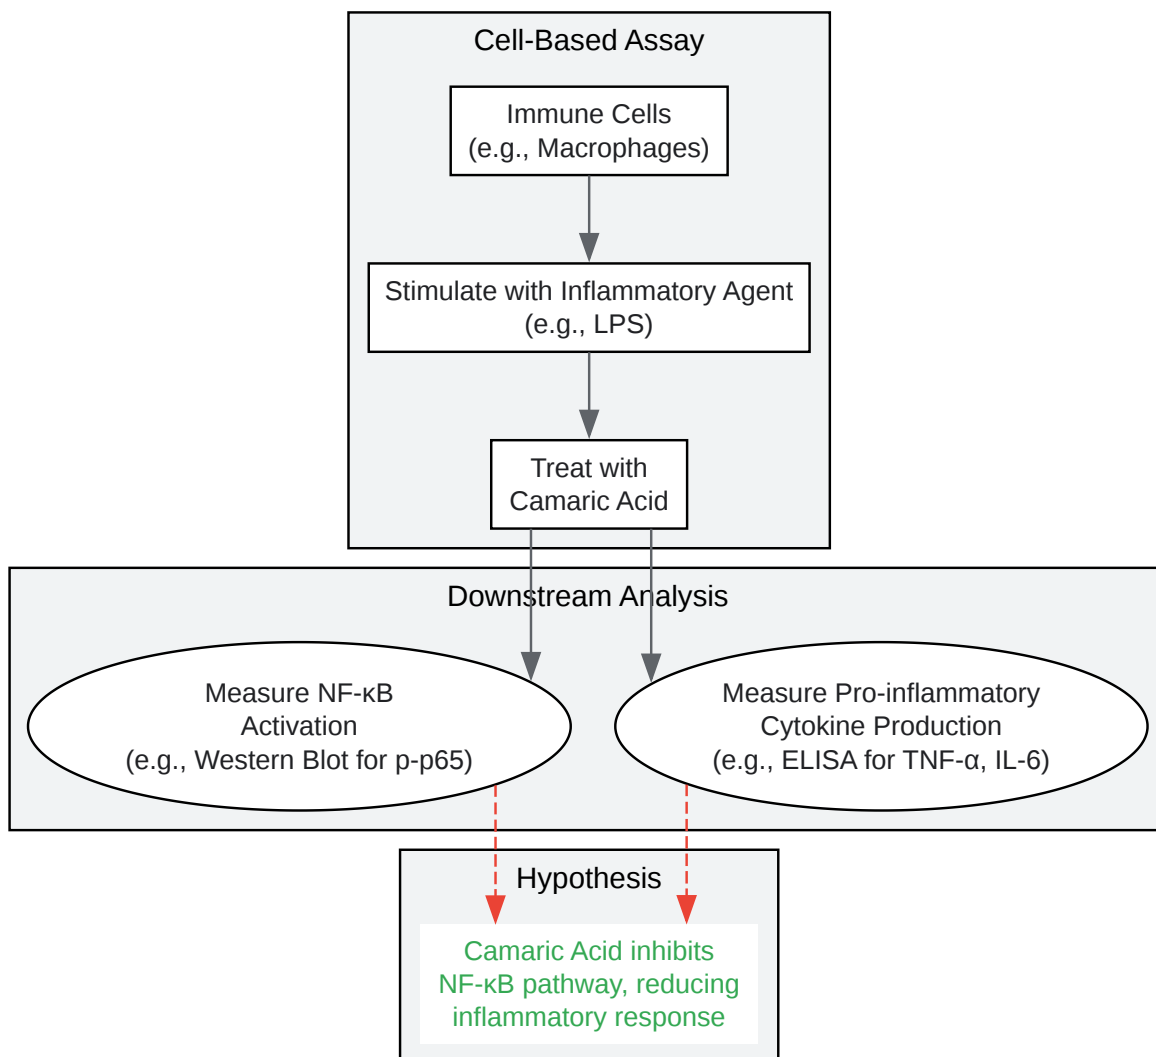 Cell-Based Assay
Immune Cells
(e.g., Macrophages)
Stimulate with Inflammatory Agent
(e.g., LPS)
Treat with
Camaric Acid
Downstream Analysis
Measure NF-κB
Activation
(e.g., Western Blot for p-p65)
Measure Pro-inflammatory
Cytokine Production
(e.g., ELISA for TNF-α, IL-6)
Hypothesis
Camaric Acid inhibits
NF-κB pathway, reducing
inflammatory response